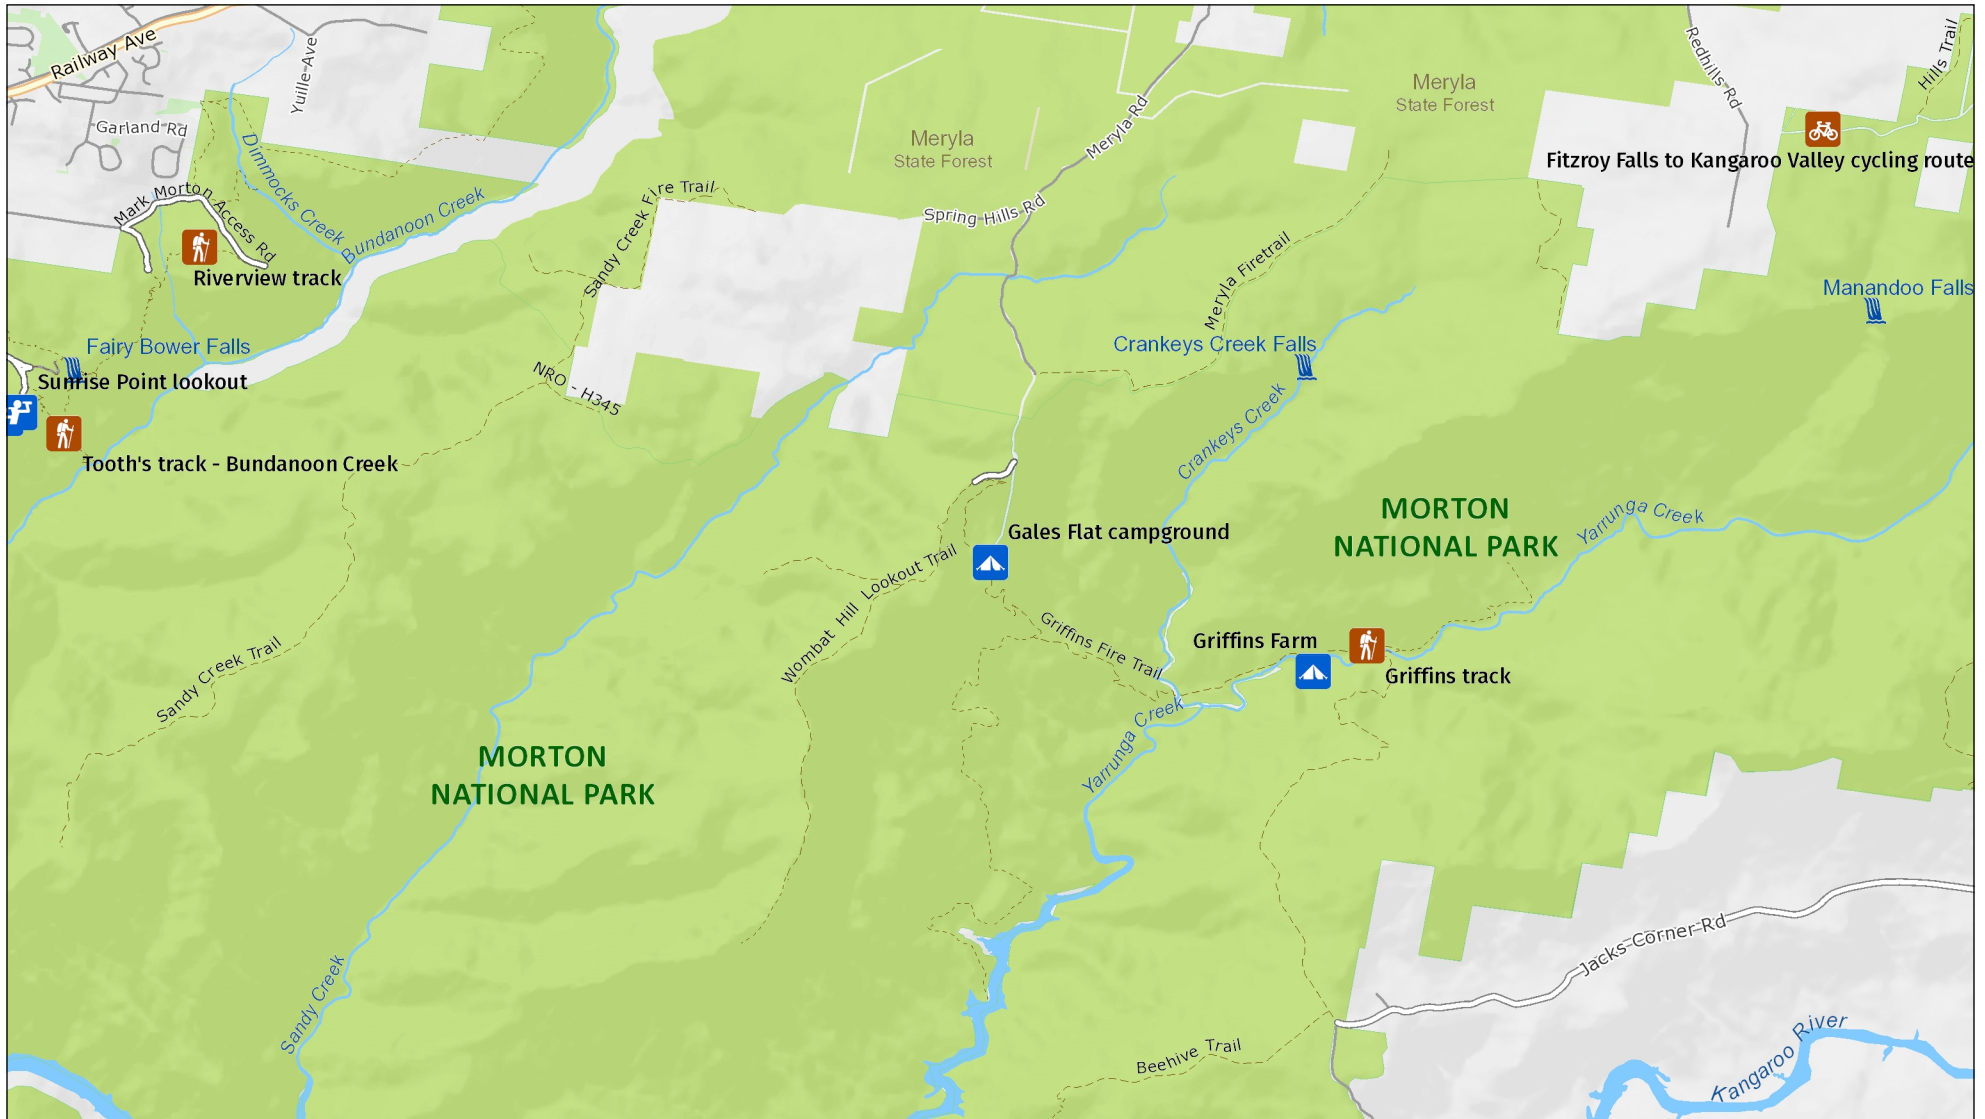 Railway Ave
Yuille-Ave
Garland Rd
Dimmocks Creek
Bundanoon Creek
Mark Morton Access Rd
Riverview track
Fairy Bower Falls
Sunrise Point lookout
Tooth's track - Bundanoon Creek
Sandy Creek Fire Trail
NRO - H345
Meryla
State Forest
Meryla Rd
Spring Hills Rd
Meryla
State Forest
Redhills Rd
Hills Trail
Fitzroy Falls to Kangaroo Valley cycling route
Meryla Firetrail
Manandoo Falls
Crankeys Creek Falls
Crankeys Creek
MORTON
NATIONAL PARK
Yarrunga Creek
Gales Flat campground
Wombat Hill Lookout Trail
Griffins Fire Trail
Griffins Farm
Griffins track
Sandy Creek Trail
Yarrunga Creek
MORTON
NATIONAL PARK
Sandy Creek
Jacks Corner Rd
Beehive Trail
Kangaroo River